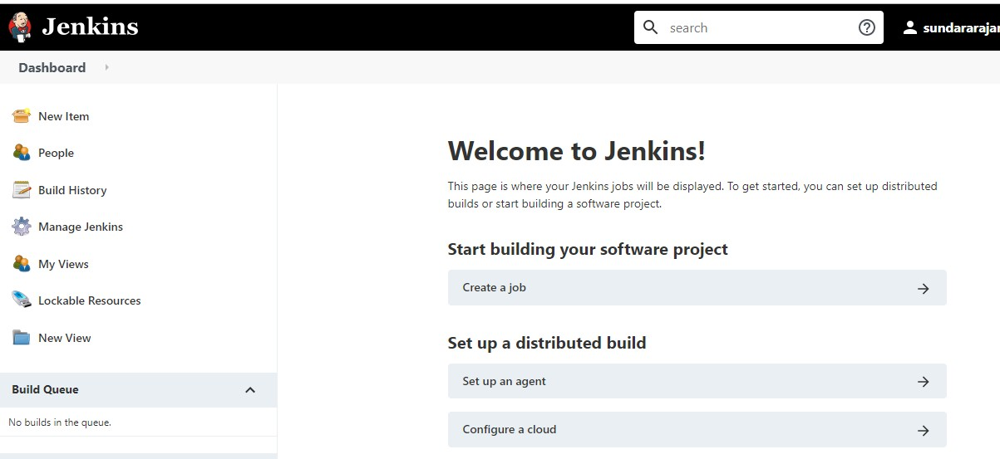 Jenkins
search
sundararajan
Dashboard
New Item
People
Build History
Manage Jenkins
My Views
Lockable Resources
New View
Build Queue
No builds in the queue.
Welcome to Jenkins!
This page is where your Jenkins jobs will be displayed. To get started, you can set up distributed
builds or start building a software project.
Start building your software project
Create a job
Set up a distributed build
Set up an agent
Configure a cloud